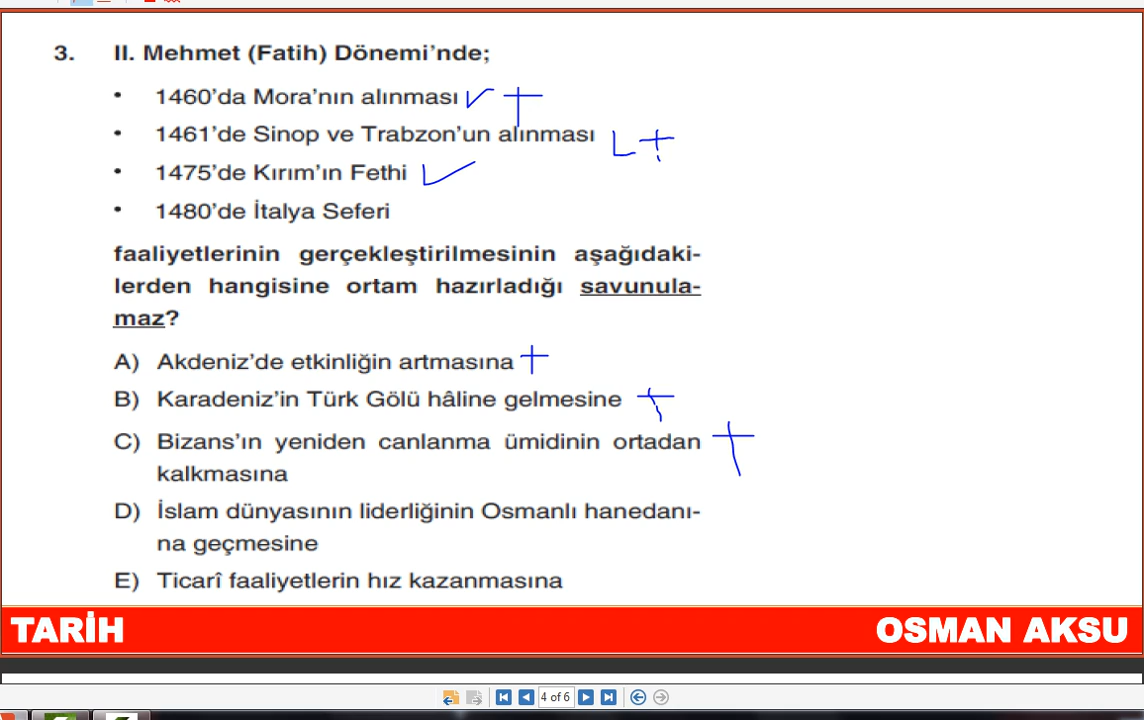 3. II. Mehmet (Fatih) Dönemi'nde;
• 1460'da Mora'nın alınması
• 1461'de Sinop ve Trabzon'un alınması
• 1475'de Kırım'ın Fethi
• 1480'de İtalya Seferi
faaliyetlerinin gerçekleştirilmesinin aşağıdaki-
lerden hangisine ortam hazırladığı savunula-
maz?
A) Akdeniz'de etkinliğin artmasına
B) Karadeniz'in Türk Gölü hâline gelmesine
C) Bizans'ın yeniden canlanma ümidinin ortadan
kalkmasına
D) İslam dünyasının liderliğinin Osmanlı hanedanı-
na geçmesine
E) Ticarî faaliyetlerin hız kazanmasına
TARİH OSMAN AKSU
4 of 6